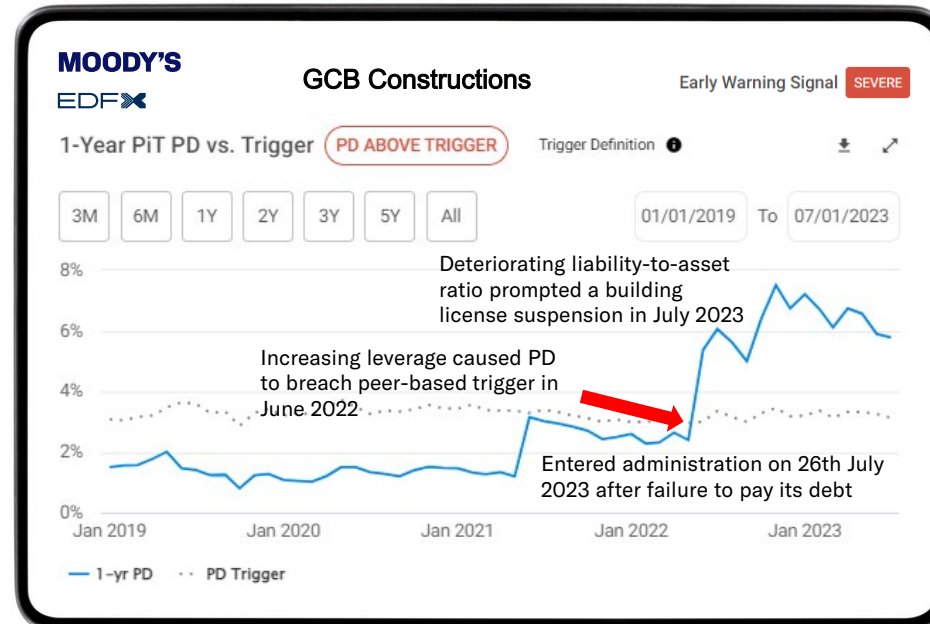 MOODY'S
EDFX
GCB Constructions
Early Warning Signal SEVERE
1-Year PiT PD vs. Trigger PD ABOVE TRIGGER Trigger Definition
3M 6M 1Y 2Y 3Y 5Y All 01/01/2019 To 07/01/2023
8%
Deteriorating liability-to-asset
ratio prompted a building
license suspension in July 2023
6%
Increasing leverage caused PD
to breach peer-based trigger in
June 2022
4%
2%
Entered administration on 26th July
2023 after failure to pay its debt
0%
Jan 2019 Jan 2020 Jan 2021 Jan 2022 Jan 2023
1-yr PD PD Trigger